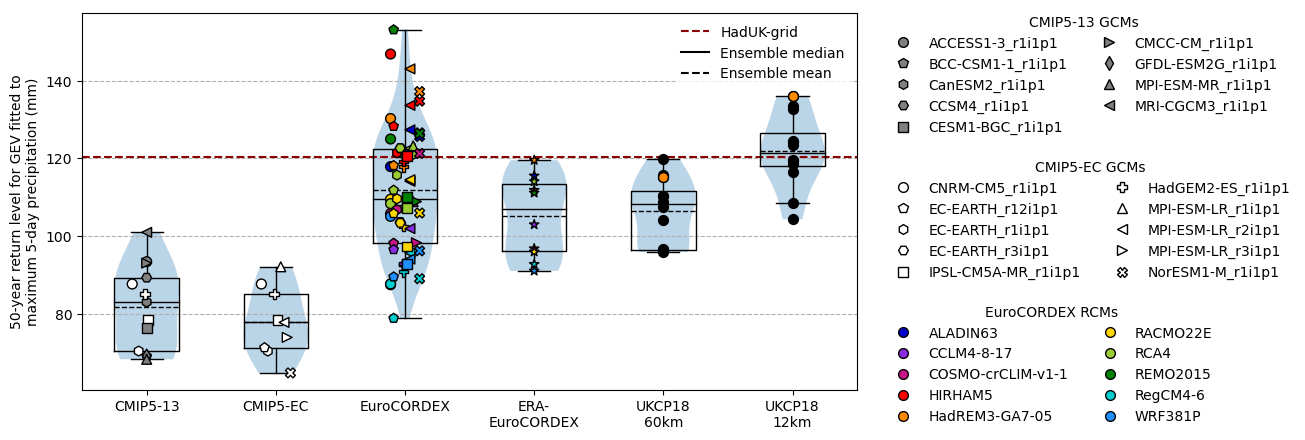 50-year return level for GEV fitted to
maximum 5-day precipitation (mm)
140
120
100
80
HadUK-grid
Ensemble median
Ensemble mean
CMIP5-13
CMIP5-EC
EuroCORDEX
ERA-
EuroCORDEX
UKCP18
60km
UKCP18
12km
CMIP5-13 GCMs
ACCESS1-3_r1i1p1
BCC-CSM1-1_r1i1p1
CanESM2_r1i1p1
CCSM4_r1i1p1
CESM1-BGC_r1i1p1
CMCC-CM_r1i1p1
GFDL-ESM2G_r1i1p1
MPI-ESM-MR_r1i1p1
MRI-CGCM3_r1i1p1
CMIP5-EC GCMs
CNRM-CM5_r1i1p1
EC-EARTH_r12i1p1
EC-EARTH_r1i1p1
EC-EARTH_r3i1p1
IPSL-CM5A-MR_r1i1p1
HadGEM2-ES_r1i1p1
MPI-ESM-LR_r1i1p1
MPI-ESM-LR_r2i1p1
MPI-ESM-LR_r3i1p1
NorESM1-M_r1i1p1
EuroCORDEX RCMs
ALADIN63
CCLM4-8-17
COSMO-crCLIM-v1-1
HIRHAM5
HadREM3-GA7-05
RACMO22E
RCA4
REMO2015
RegCM4-6
WRF381P